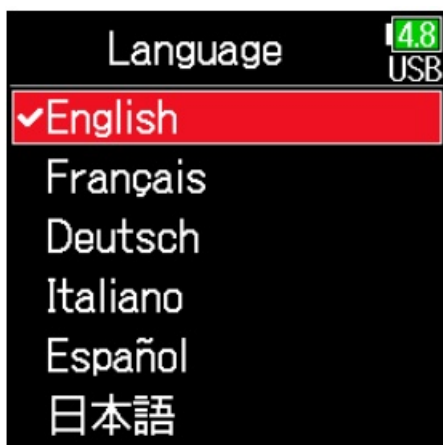 Language
4.8
USB
✓English
Français
Deutsch
Italiano
Español
日本語